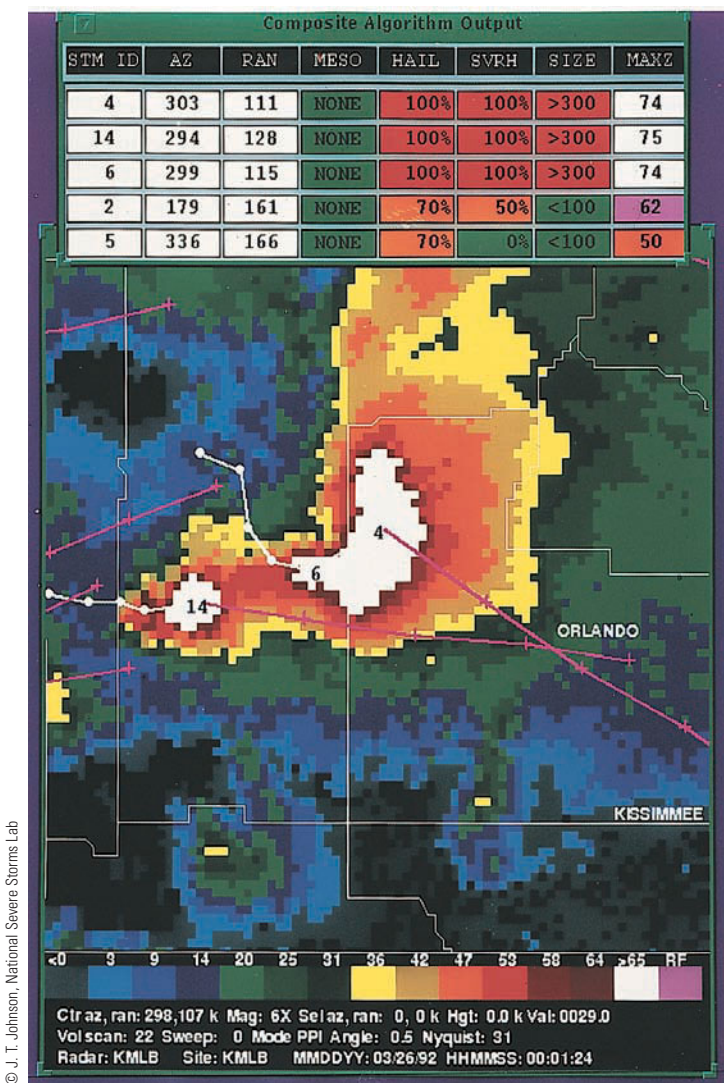 Composite Algorithm Output
STM ID AZ RAN MESO HAIL SVRH SIZE MAXZ
4 303 111 NONE 100% 100% >300 74
14 294 128 NONE 100% 100% >300 75
6 299 115 NONE 100% 100% >300 74
2 179 161 NONE 70% 50% <100 62
5 336 166 NONE 70% 0% <100 50
4
6
14
ORLANDO
KISSIMMEE
<0 3 9 14 20 25 31 36 42 47 53 58 64 >65 RF
Ctr az, ran: 298,107 k Mag: 6X Sel az, ran: 0, 0 k Hgt: 0.0 k Val: 0029.0
Vol scan: 22 Sweep: 0 Mode PPI Angle: 0.5 Nyquist: 31
Radar: KMLB Site: KMLB MMDDYY: 03/26/92 HHMMSS: 00:01:24
© J. T. Johnson, National Severe Storms Lab